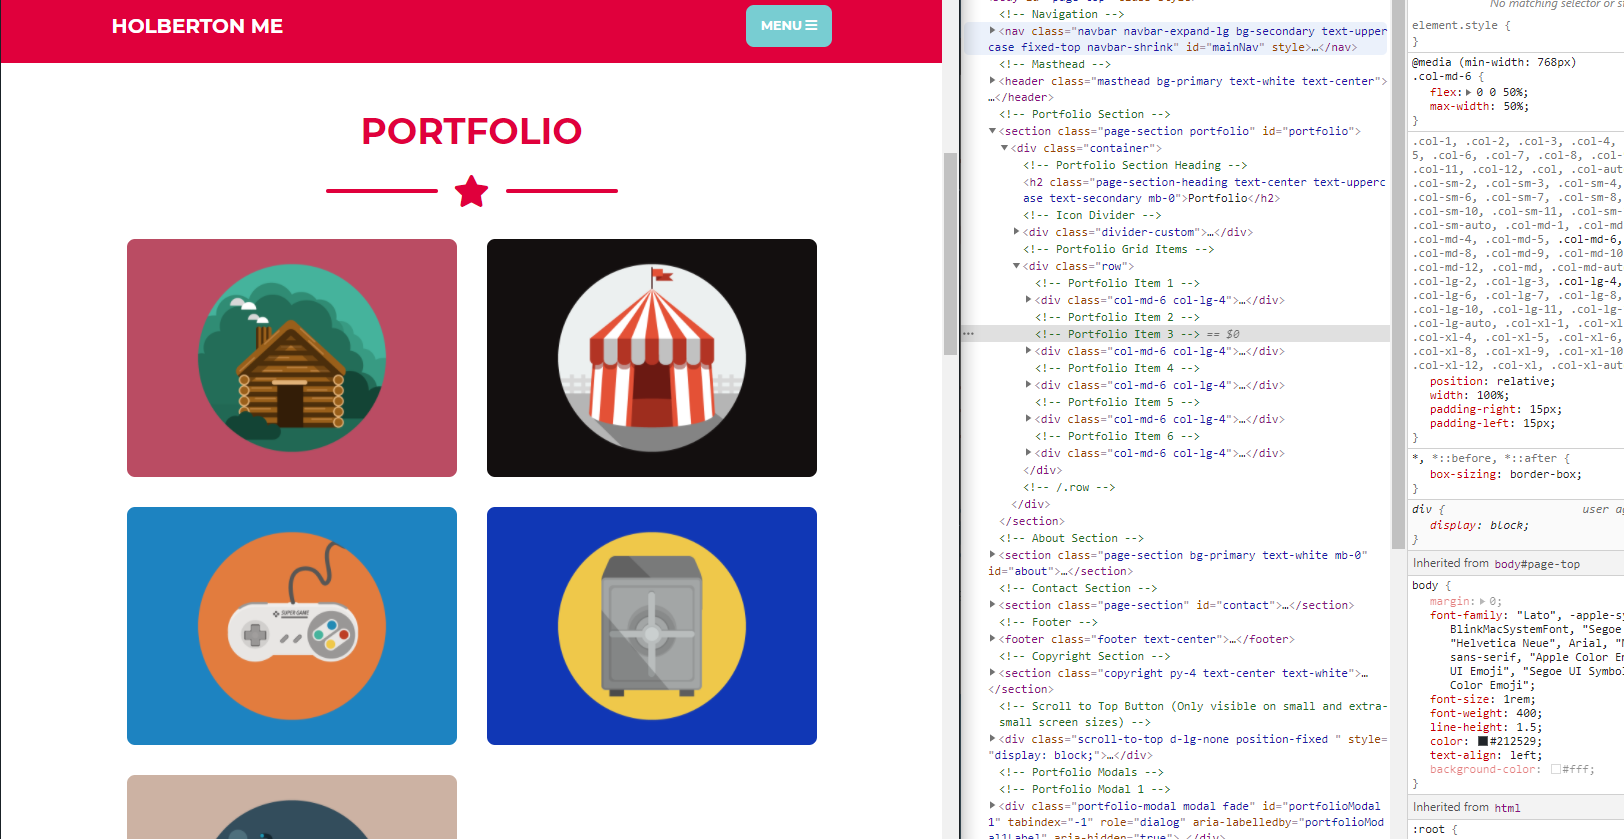 HOLBERTON ME
MENU
PORTFOLIO
SUPER GAME
<!-- Navigation -->
<nav class="navbar navbar-expand-lg bg-secondary text-upper
case fixed-top navbar-shrink" id="mainNav" style>…</nav>
<!-- Masthead -->
<header class="masthead bg-primary text-white text-center">
…</header>
<!-- Portfolio Section -->
<section class="page-section portfolio" id="portfolio">
<div class="container">
<!-- Portfolio Section Heading -->
<h2 class="page-section-heading text-center text-upperc
ase text-secondary mb-0">Portfolio</h2>
<!-- Icon Divider -->
<div class="divider-custom">…</div>
<!-- Portfolio Grid Items -->
<div class="row">
<!-- Portfolio Item 1 -->
<div class="col-md-6 col-lg-4">…</div>
<!-- Portfolio Item 2 -->
<!-- Portfolio Item 3 --> == $0
<div class="col-md-6 col-lg-4">…</div>
<!-- Portfolio Item 4 -->
<div class="col-md-6 col-lg-4">…</div>
<!-- Portfolio Item 5 -->
<div class="col-md-6 col-lg-4">…</div>
<!-- Portfolio Item 6 -->
<div class="col-md-6 col-lg-4">…</div>
</div>
<!-- /.row -->
</div>
</section>
<!-- About Section -->
<section class="page-section bg-primary text-white mb-0"
id="about">…</section>
<!-- Contact Section -->
<section class="page-section" id="contact">…</section>
<!-- Footer -->
<footer class="footer text-center">…</footer>
<!-- Copyright Section -->
<section class="copyright py-4 text-center text-white">…
</section>
<!-- Scroll to Top Button (Only visible on small and extra-
small screen sizes) -->
<div class="scroll-to-top d-lg-none position-fixed " style=
"display: block;">…</div>
<!-- Portfolio Modals -->
<!-- Portfolio Modal 1 -->
<div class="portfolio-modal modal fade" id="portfolioModal
1" tabindex="-1" role="dialog" aria-labelledby="portfolioMod
al1Label" aria-hidden="true">…</div>
No matching selector or st
element.style {
}
@media (min-width: 768px)
.col-md-6 {
flex: 0 0 50%;
max-width: 50%;
}
.col-1, .col-2, .col-3, .col-4,
5, .col-6, .col-7, .col-8, .col-
.col-11, .col-12, .col, .col-aut
.col-sm-2, .col-sm-3, .col-sm-4,
.col-sm-6, .col-sm-7, .col-sm-8,
.col-sm-10, .col-sm-11, .col-sm-
.col-sm-auto, .col-md-1, .col-md
.col-md-4, .col-md-5, .col-md-6,
.col-md-8, .col-md-9, .col-md-10
.col-md-12, .col-md, .col-md-aut
.col-lg-2, .col-lg-3, .col-lg-4,
.col-lg-6, .col-lg-7, .col-lg-8,
.col-lg-10, .col-lg-11, .col-lg-
.col-lg-auto, .col-xl-1, .col-xl
.col-xl-4, .col-xl-5, .col-xl-6,
.col-xl-8, .col-xl-9, .col-xl-10
.col-xl-12, .col-xl, .col-xl-aut
position: relative;
width: 100%;
padding-right: 15px;
padding-left: 15px;
}
*, *::before, *::after {
box-sizing: border-box;
}
div { user ag
display: block;
}
Inherited from body#page-top
body {
margin: 0;
font-family: "Lato", -apple-sy
BlinkMacSystemFont, "Segoe
"Helvetica Neue", Arial, "N
sans-serif, "Apple Color Em
UI Emoji", "Segoe UI Symbo
Color Emoji";
font-size: 1rem;
font-weight: 400;
line-height: 1.5;
color: #212529;
text-align: left;
background-color: #fff;
}
Inherited from html
:root {